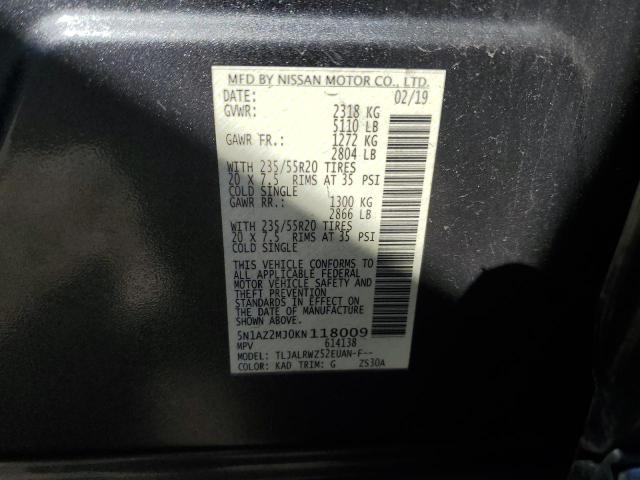 MFD BY NISSAN MOTOR CO., LTD.
DATE: 02/19
GVWR: 2318 KG
5110 LB
GAWR FR.: 1272 KG
2804 LB
WITH 235/55R20 TIRES
20 X 7.5 RIMS AT 35 PSI
COLD SINGLE
GAWR RR.: 1300 KG
2866 LB
WITH 235/55R20 TIRES
20 X 7.5 RIMS AT 35 PSI
COLD SINGLE
THIS VEHICLE CONFORMS TO
ALL APPLICABLE FEDERAL
MOTOR VEHICLE SAFETY AND
THEFT PREVENTION
STANDARDS IN EFFECT ON
THE DATE OF MANUFACTURE
SHOWN ABOVE.
5N1AZ2MJ0KN118009
MPV 614138
MODEL: TLJALRWZ52EUAN-F--
COLOR: KAD TRIM: G ZS30A